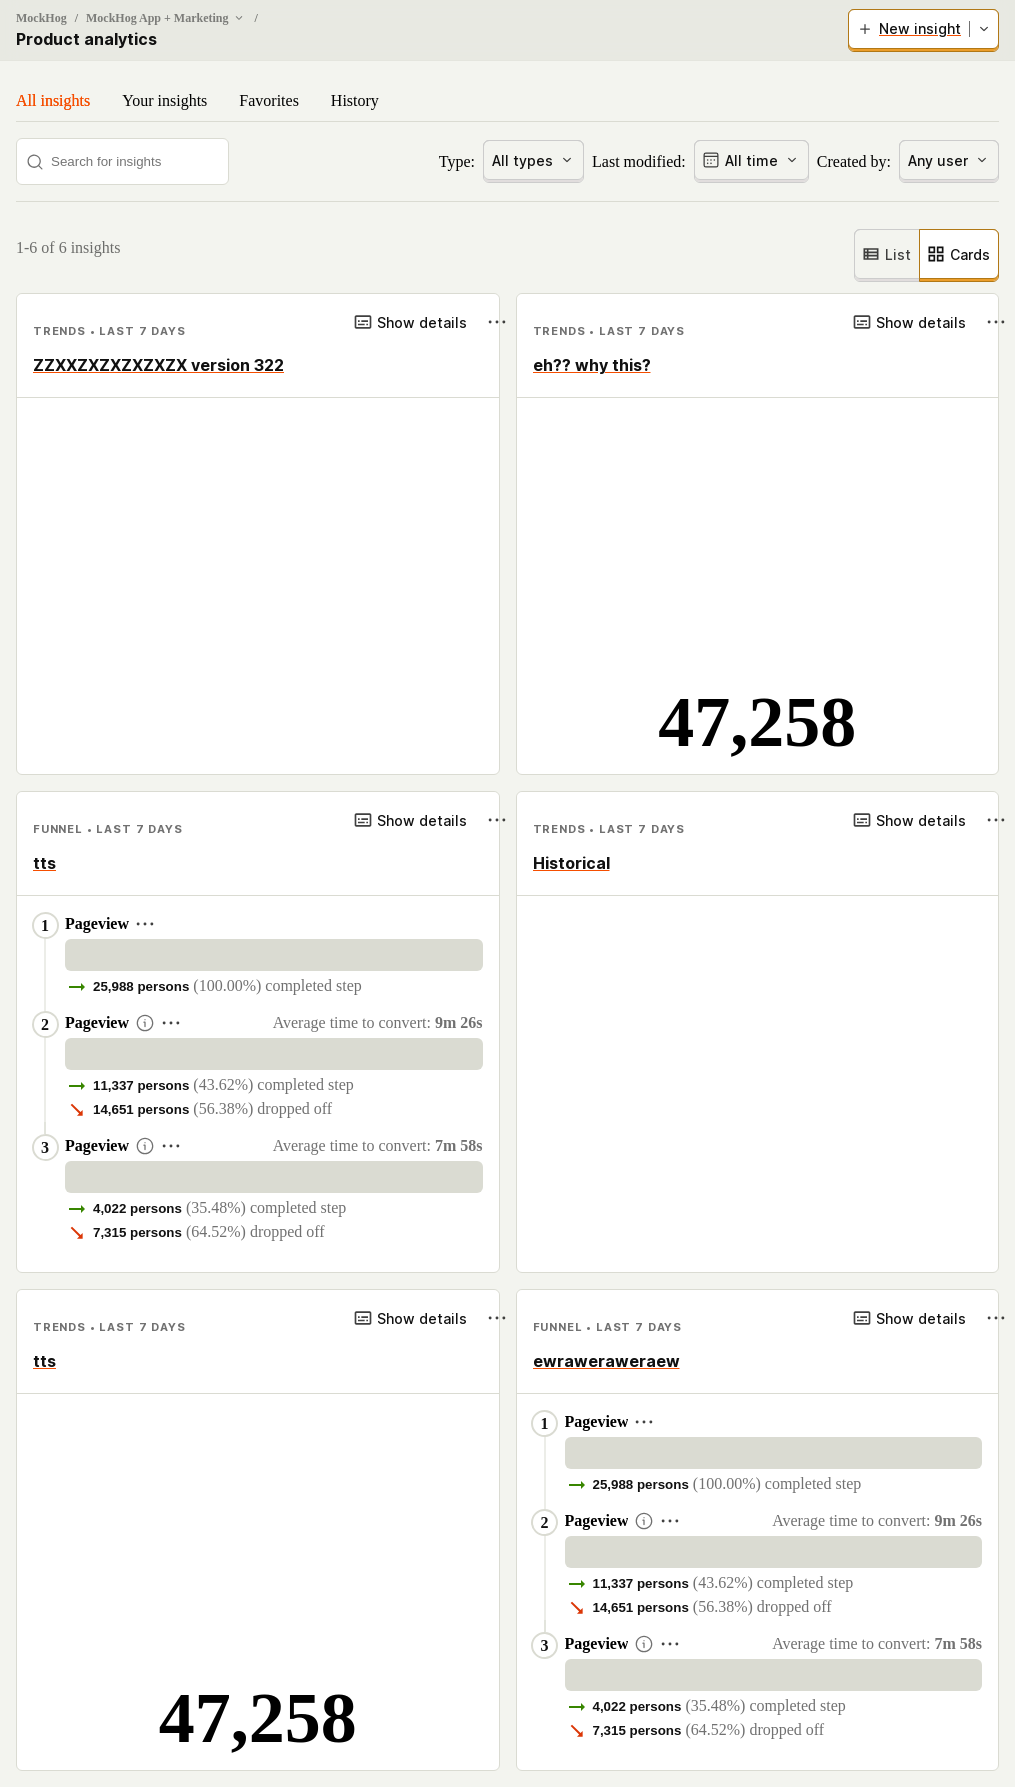 MockHog / MockHog App + Marketing /
Product analytics
New insight
All insights Your insights Favorites History
Search for insights
Type: All types Last modified: All time Created by: Any user
1-6 of 6 insights
List Cards
TRENDS • LAST 7 DAYS
Show details
ZZXXZXZXZXZXZX version 322
TRENDS • LAST 7 DAYS
Show details
eh?? why this?
47,258
FUNNEL • LAST 7 DAYS
Show details
tts
1 Pageview
25,988 persons (100.00%) completed step
2 Pageview Average time to convert: 9m 26s
11,337 persons (43.62%) completed step
14,651 persons (56.38%) dropped off
3 Pageview Average time to convert: 7m 58s
4,022 persons (35.48%) completed step
7,315 persons (64.52%) dropped off
TRENDS • LAST 7 DAYS
Show details
Historical
TRENDS • LAST 7 DAYS
Show details
tts
47,258
FUNNEL • LAST 7 DAYS
Show details
ewraweraweraew
1 Pageview
25,988 persons (100.00%) completed step
2 Pageview Average time to convert: 9m 26s
11,337 persons (43.62%) completed step
14,651 persons (56.38%) dropped off
3 Pageview Average time to convert: 7m 58s
4,022 persons (35.48%) completed step
7,315 persons (64.52%) dropped off